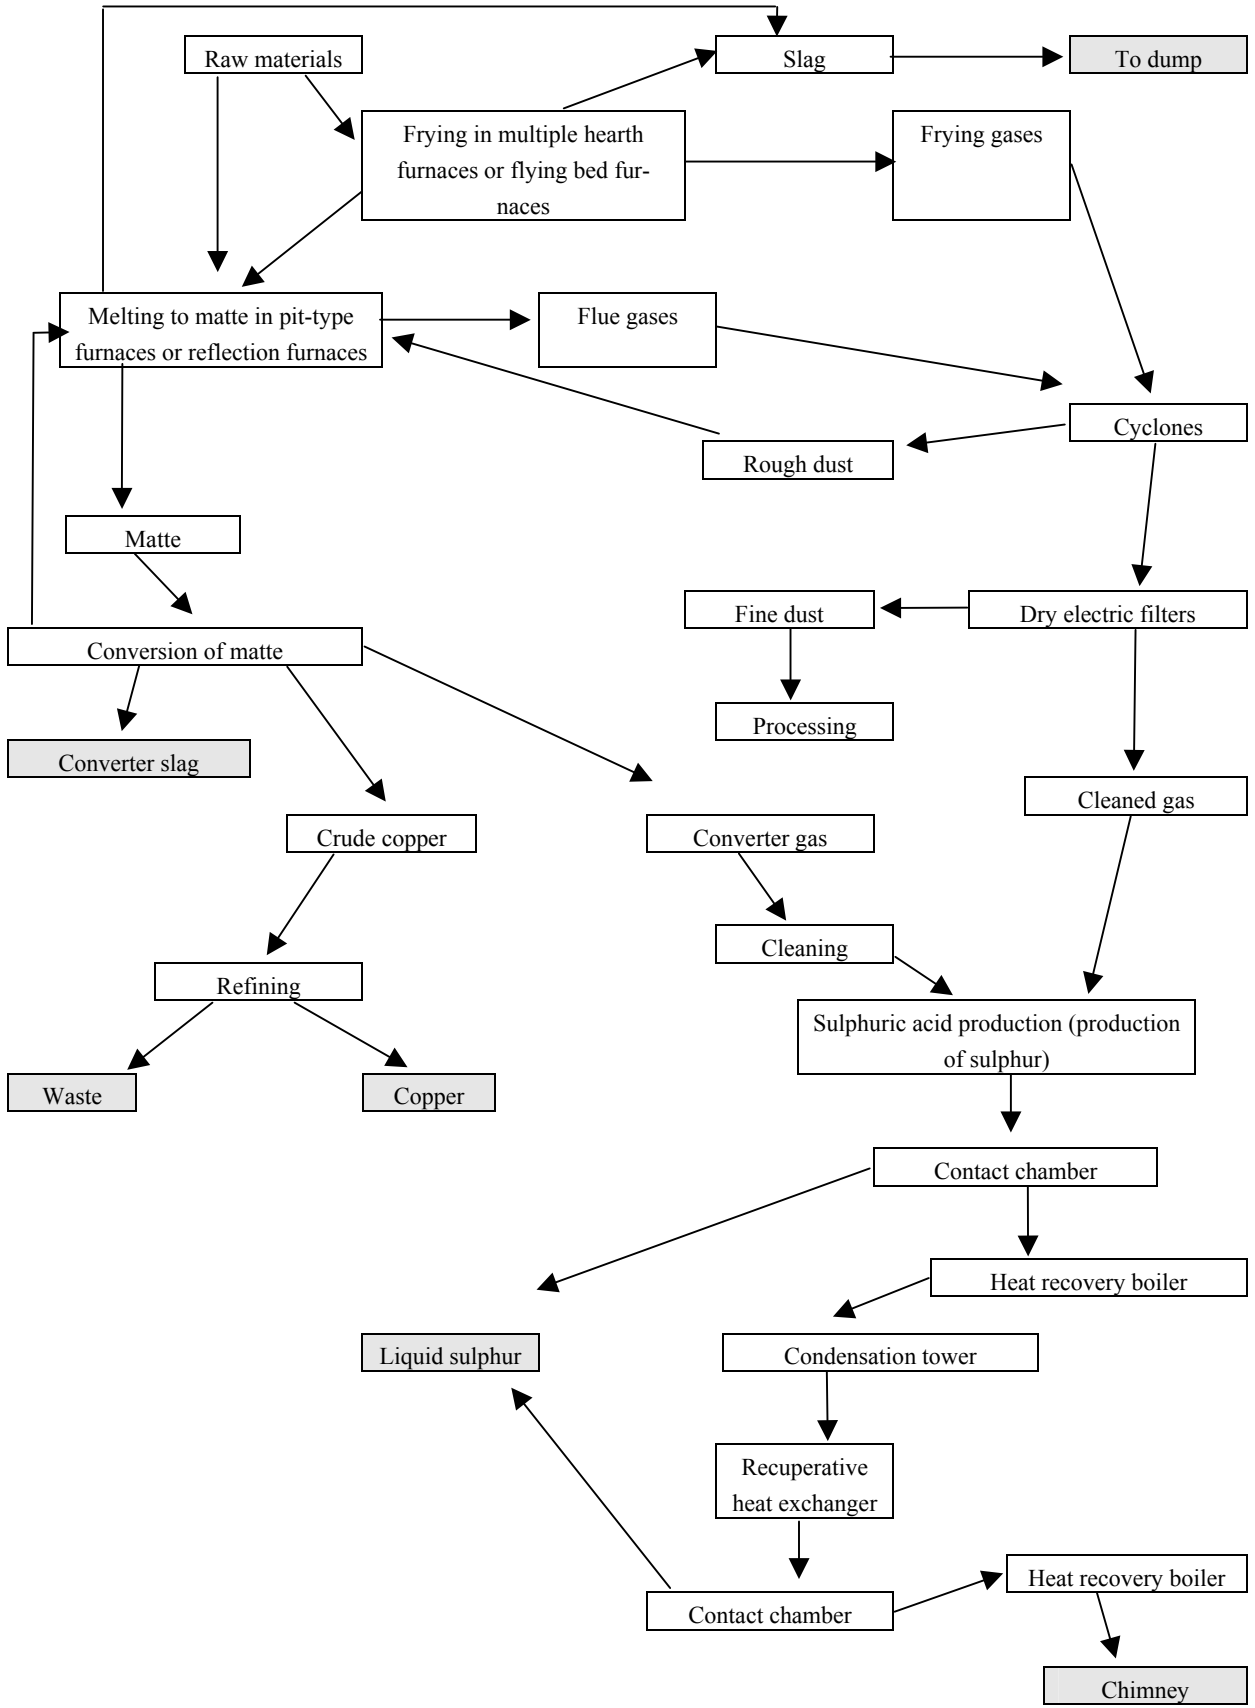 Raw materials
Slag
To dump
Frying in multiple hearth
furnaces or flying bed fur-
naces
Frying gases
Melting to matte in pit-type
furnaces or reflection furnaces
Flue gases
Cyclones
Rough dust
Matte
Fine dust
Dry electric filters
Conversion of matte
Processing
Converter slag
Cleaned gas
Crude copper
Converter gas
Cleaning
Refining
Sulphuric acid production (production
of sulphur)
Waste
Copper
Contact chamber
Heat recovery boiler
Liquid sulphur
Condensation tower
Recuperative
heat exchanger
Heat recovery boiler
Contact chamber
Chimney